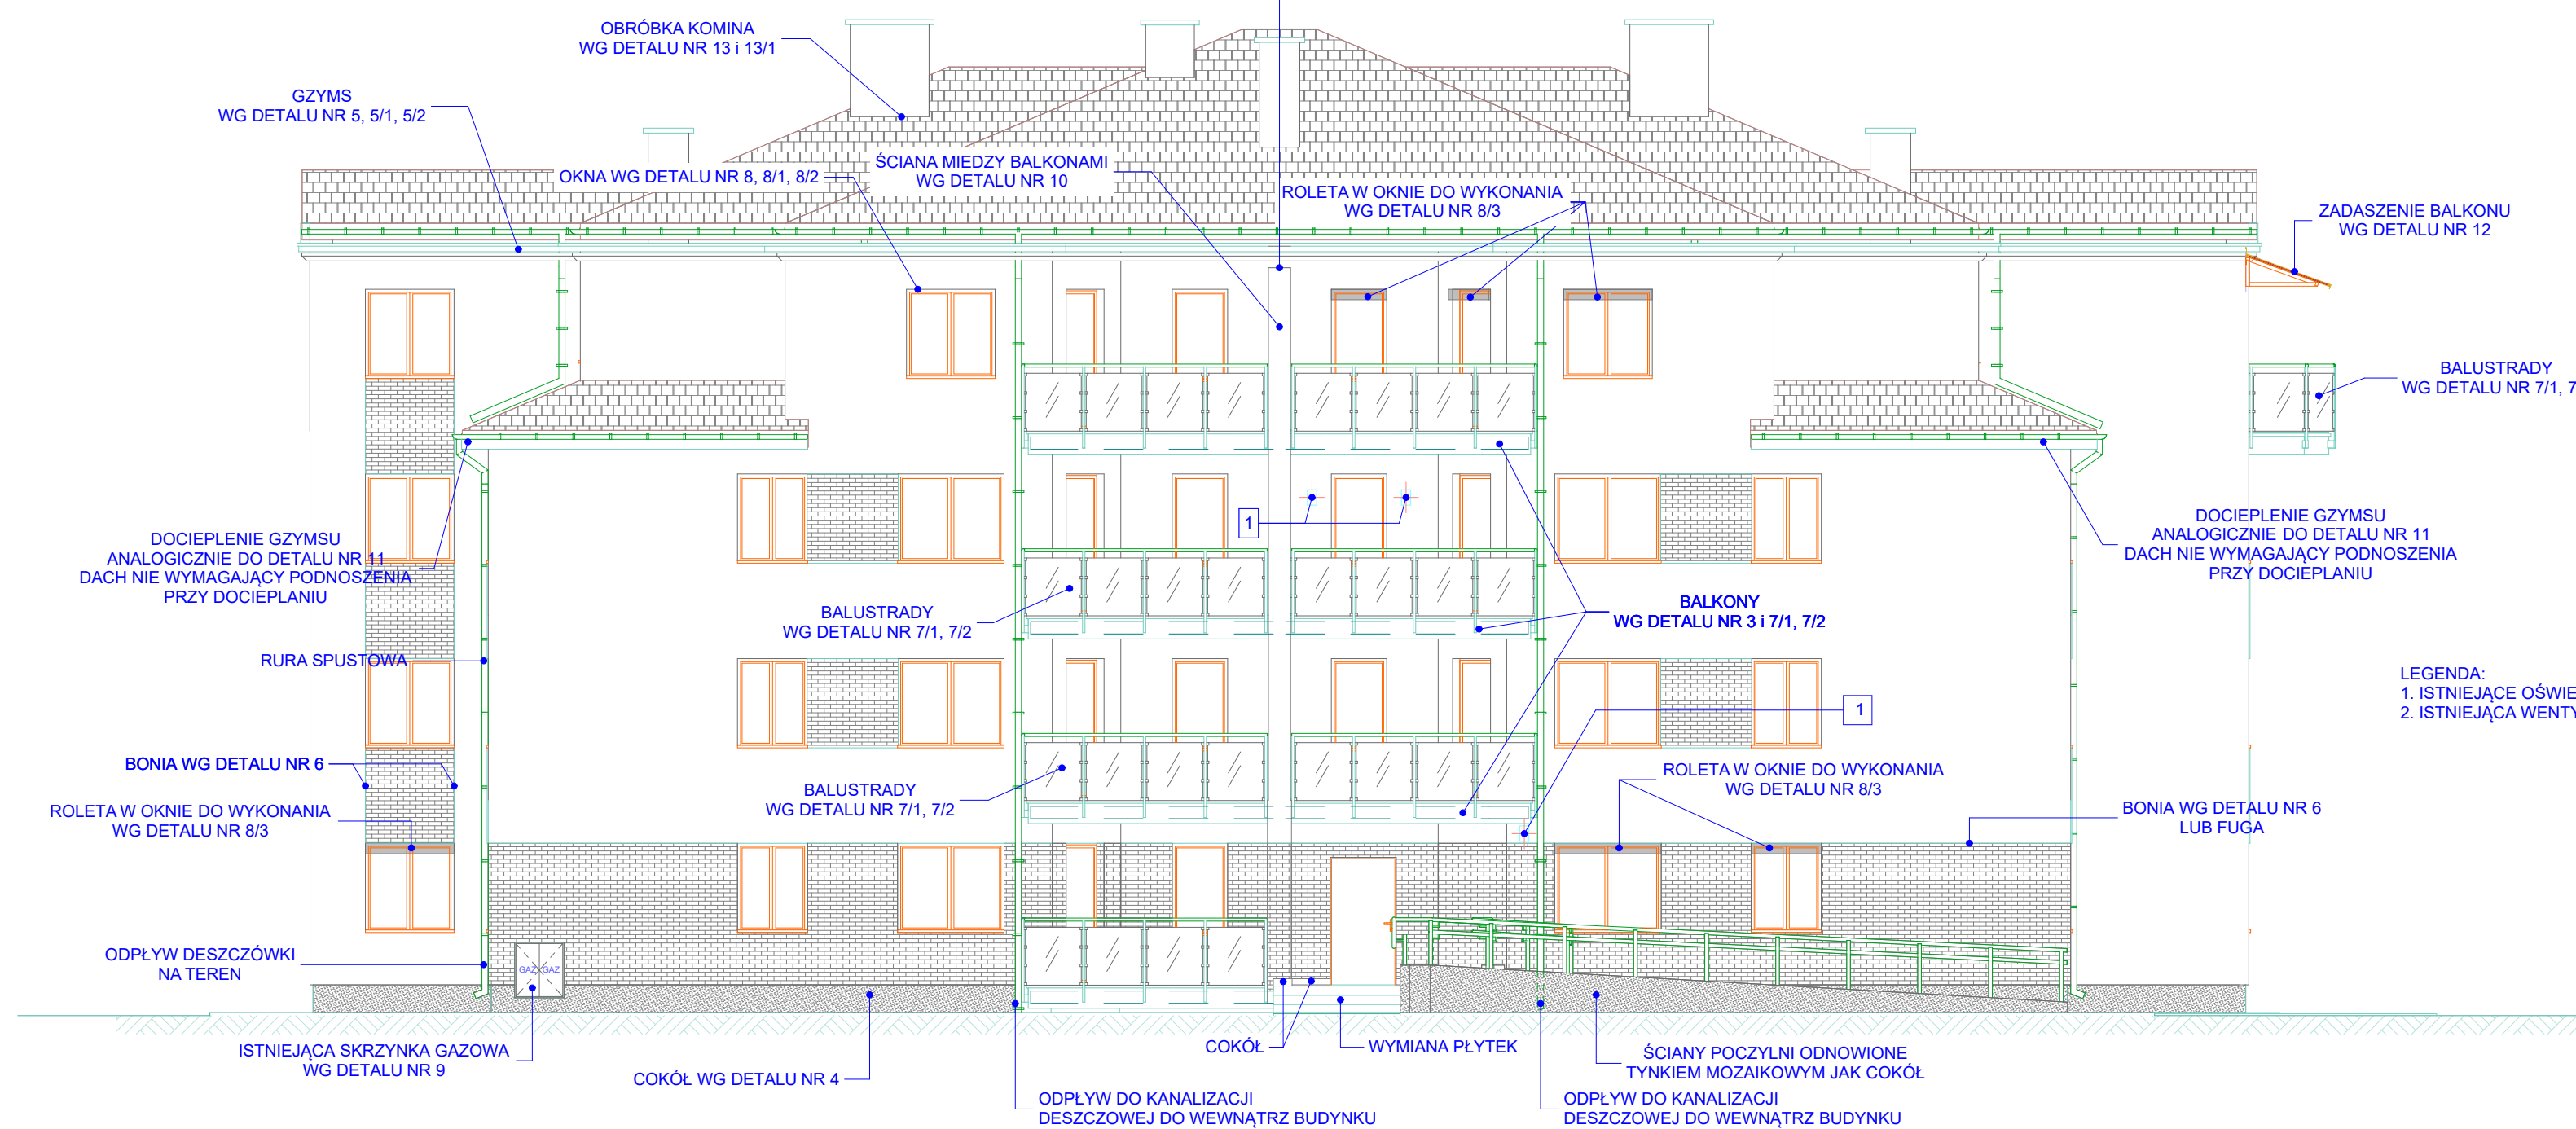 OBRÓBKA KOMINA
WG DETALU NR 13 i 13/1
GZYMS
WG DETALU NR 5, 5/1, 5/2
OKNA WG DETALU NR 8, 8/1, 8/2
ŚCIANA MIEDZY BALKONAMI
WG DETALU NR 10
ROLETA W OKNIE DO WYKONANIA
WG DETALU NR 8/3
ZADASZENIE BALKONU
WG DETALU NR 12
BALUSTRADY
WG DETALU NR 7/1, 7
1
DOCIEPLENIE GZYMSU
ANALOGICZNIE DO DETALU NR 11
DACH NIE WYMAGAJĄCY PODNOSZENIA
PRZY DOCIEPLANIU
DOCIEPLENIE GZYMSU
ANALOGICZNIE DO DETALU NR 11
DACH NIE WYMAGAJĄCY PODNOSZENIA
PRZY DOCIEPLANIU
BALUSTRADY
WG DETALU NR 7/1, 7/2
BALKONY
WG DETALU NR 3 i 7/1, 7/2
RURA SPUSTOWA
LEGENDA:
1. ISTNIEJĄCE OŚWIE
2. ISTNIEJĄCA WENTY
1
BONIA WG DETALU NR 6
ROLETA W OKNIE DO WYKONANIA
WG DETALU NR 8/3
BALUSTRADY
WG DETALU NR 7/1, 7/2
ROLETA W OKNIE DO WYKONANIA
WG DETALU NR 8/3
BONIA WG DETALU NR 6
LUB FUGA
ODPŁYW DESZCZÓWKI
NA TEREN
GAZ GAZ
ISTNIEJĄCA SKRZYNKA GAZOWA
WG DETALU NR 9
COKÓŁ WG DETALU NR 4
COKÓŁ
WYMIANA PŁYTEK
ŚCIANY POCZYLNI ODNOWIONE
TYNKIEM MOZAIKOWYM JAK COKÓŁ
ODPŁYW DO KANALIZACJI
DESZCZOWEJ DO WEWNĄTRZ BUDYNKU
ODPŁYW DO KANALIZACJI
DESZCZOWEJ DO WEWNĄTRZ BUDYNKU